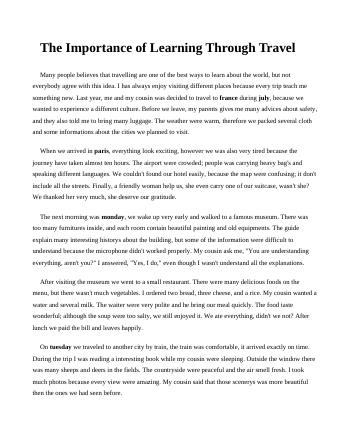 The Importance of Learning Through Travel
Many people believes that travelling are one of the best ways to learn about the world, but not
everybody agree with this idea. I has always enjoy visiting different places because every trip teach me
something new. Last year, me and my cousin was decided to travel to france during july, because we
wanted to experience a different culture. Before we leave, my parents gives me many advices about safety,
and they also told me to bring many luggage. The weather were warm, therefore we packed several cloth
and some informations about the cities we planned to visit.
When we arrived in paris, everything look exciting, however we was also very tired because the
journey have taken almost ten hours. The airport were crowded; people was carrying heavy bag's and
speaking different languages. We couldn't found our hotel easily, because the map were confusing; it don't
include all the streets. Finally, a friendly woman help us, she even carry one of our suitcase, wasn't she?
We thanked her very much, she deserve our gratitude.
The next morning was monday, we wake up very early and walked to a famous museum. There was
too many furnitures inside, and each room contain beautiful painting and old equipments. The guide
explain many interesting historys about the building, but some of the information were difficult to
understand because the microphone didn't worked properly. My cousin ask me, "You are understanding
everything, aren't you?" I answered, "Yes, I do," even though I wasn't understand all the explanations.
After visiting the museum we went to a small restaurant. There were many delicious foods on the
menu, but there wasn't much vegetables. I ordered two bread, three cheese, and a rice. My cousin wanted a
water and several milk. The waiter were very polite and he bring our meal quickly. The food taste
wonderful; although the soup were too salty, we still enjoyed it. We ate everything, didn't we not? After
lunch we paid the bill and leaves happily.
On tuesday we traveled to another city by train, the train was comfortable, it arrived exactly on time.
During the trip I was reading a interesting book while my cousin were sleeping. Outside the window there
was many sheeps and deers in the fields. The countryside were peaceful and the air smell fresh. I took
much photos because every view were amazing. My cousin said that those scenerys was more beautiful
then the ones we had seen before.